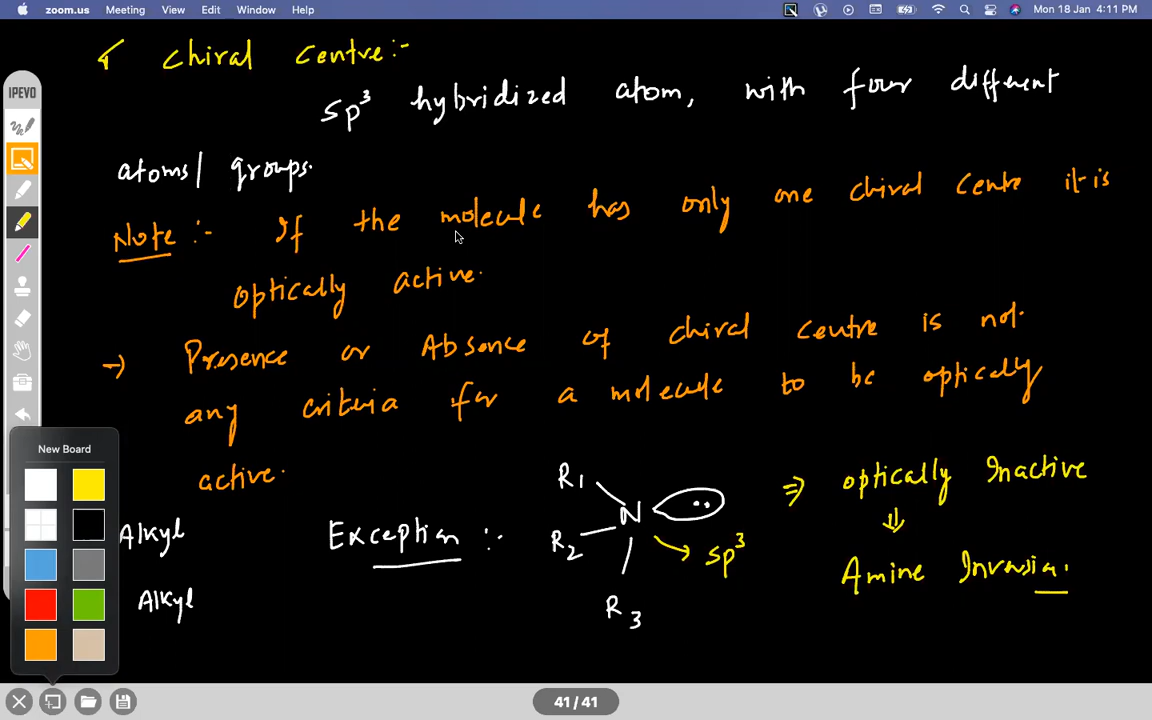 zoom.us Meeting View Edit Window Help Mon 18 Jan 4:11 PM
Chiral Centre :-
IPEVO
sp3 hybridized atom, with four different
atoms/ groups.
Note :- If the molecule has only one chiral centre it is
optically active.
→ Presence or Absence of chiral centre is not
any criteria for a molecule to be optically
active.
New Board
Alkyl
Alkyl
Exception :-
R1
R2 N :
R3
→ sp3
⇒ optically Inactive
⇓
Amine Inversion.
41/41